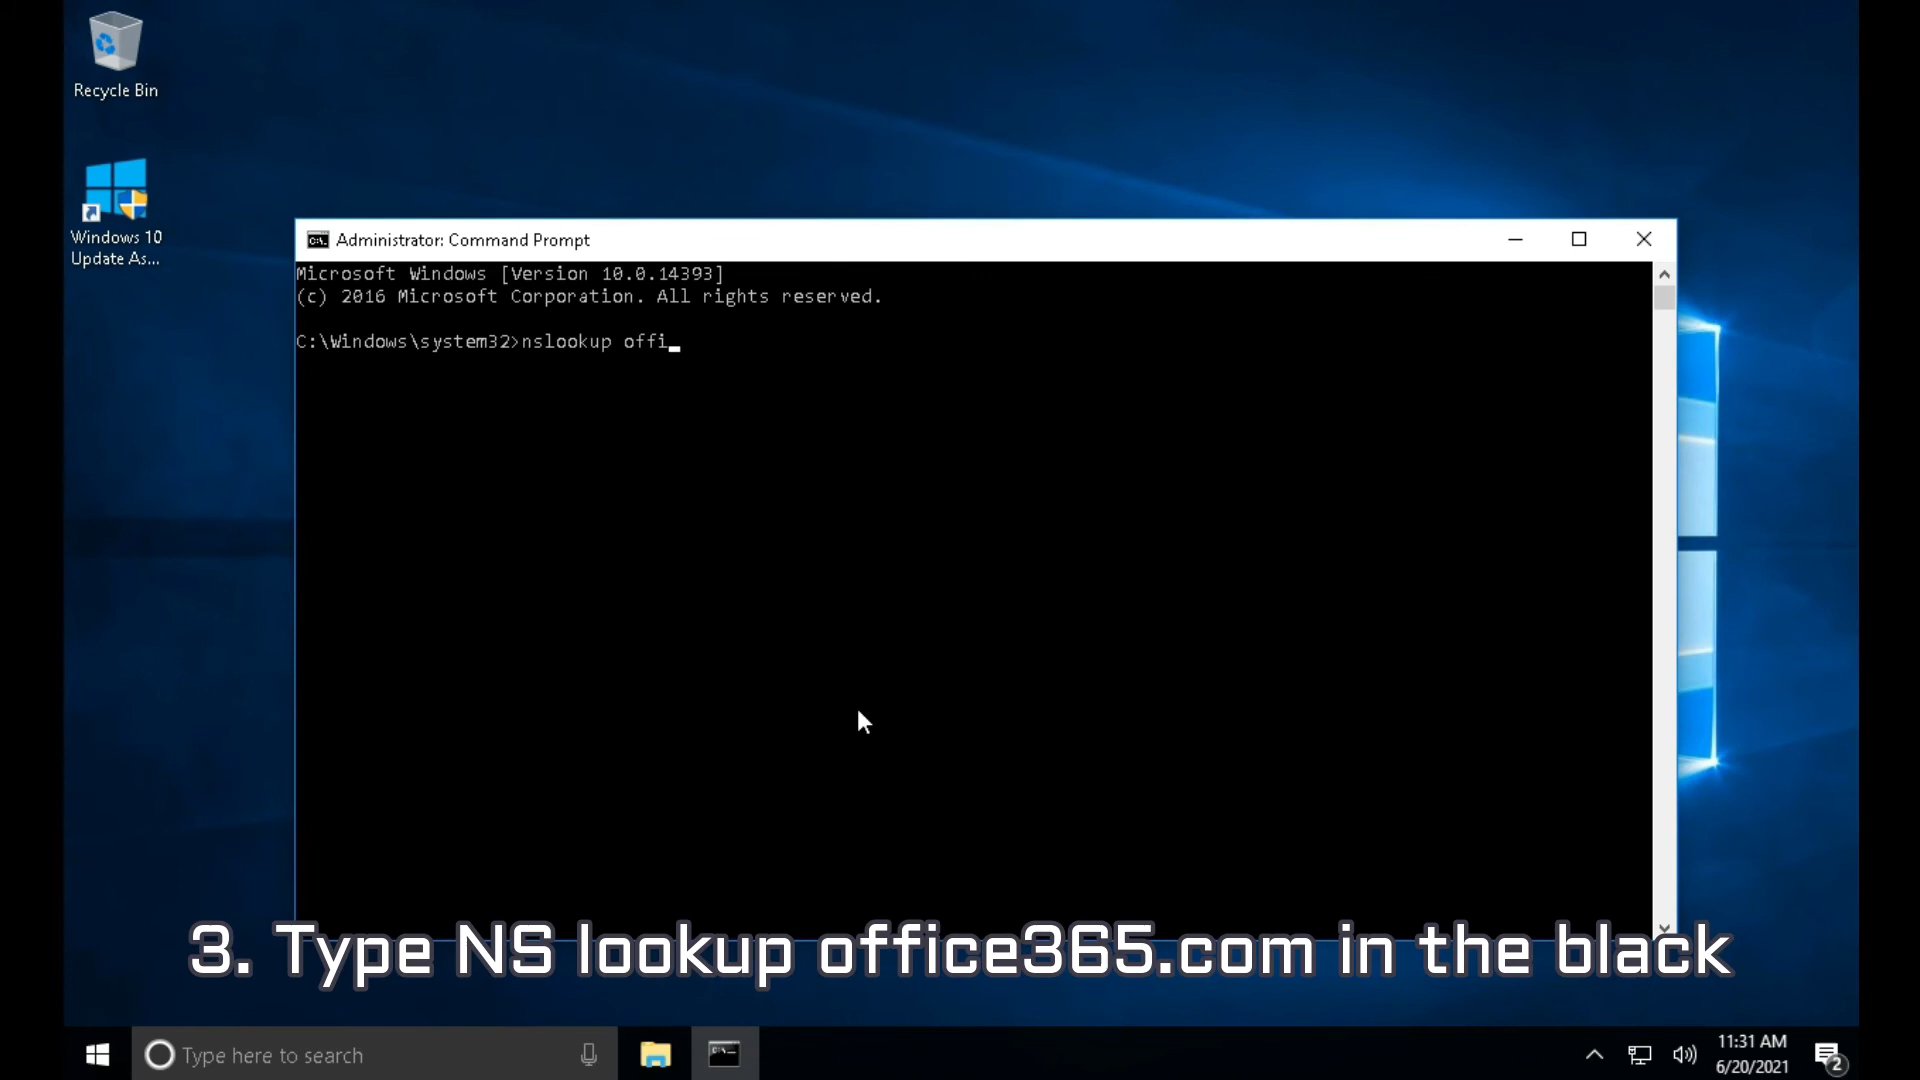 Recycle Bin
Windows 10
Update As...
Administrator: Command Prompt
Microsoft Windows [Version 10.0.14393]
(c) 2016 Microsoft Corporation. All rights reserved.
C:\Windows\system32>nslookup offi_
3. Type NS lookup office365.com in the black
Type here to search
11:31 AM
6/20/2021
2